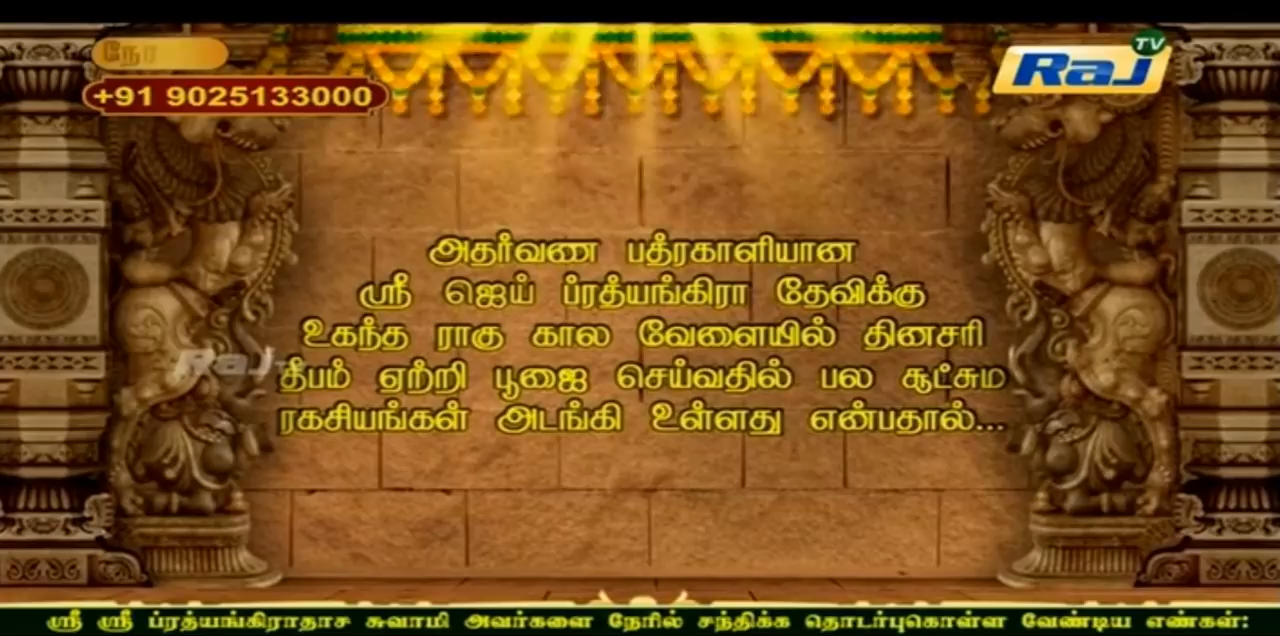 நேர
+91 9025133000
RAJ TV
அதர்வண பத்ரகாளியான
ஸ்ரீ ஜெய் ப்ரத்யங்கிரா தேவிக்கு
உகந்த ராகு கால வேளையில் தினசரி
தீபம் ஏற்றி பூஜை செய்வதில் பல சூட்சும
ரகசியங்கள் அடங்கி உள்ளது என்பதால்...
RAJ TV
ஸ்ரீ ஸ்ரீ ப்ரத்யங்கிராதாச சுவாமி அவர்களை நேரில் சந்திக்க தொடர்புகொள்ள வேண்டிய எண்கள்: